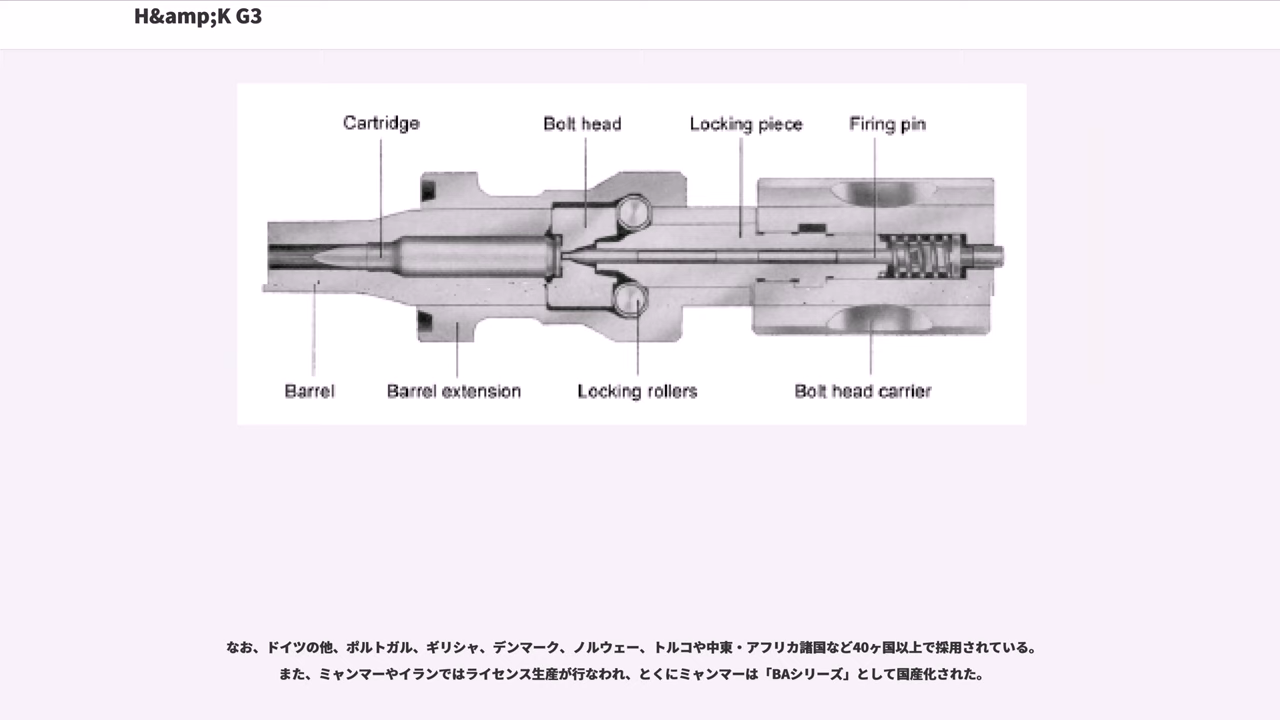 H&amp;K G3
Cartridge
Bolt head
Locking piece
Firing pin
Barrel
Barrel extension
Locking rollers
Bolt head carrier
なお、ドイツの他、ポルトガル、ギリシャ、デンマーク、ノルウェー、トルコや中東・アフリカ諸国など40ヶ国以上で採用されている。
また、ミャンマーやイランではライセンス生産が行なわれ、とくにミャンマーは「BAシリーズ」として国産化された。